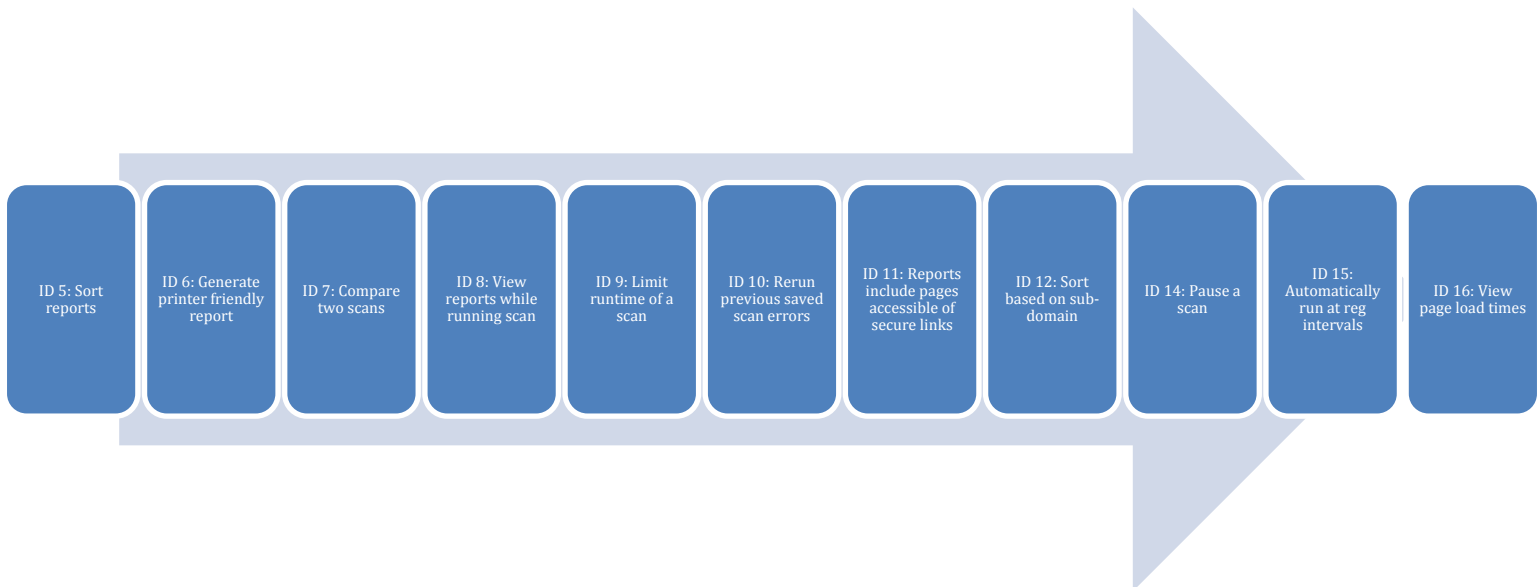 ID 5: Sort
reports
ID 6: Generate
printer friendly
report
ID 7: Compare
two scans
ID 8: View
reports while
running scan
ID 9: Limit
runtime of a
scan
ID 10: Rerun
previous saved
scan errors
ID 11: Reports
include pages
accessible of
secure links
ID 12: Sort
based on sub-
domain
ID 14: Pause a
scan
ID 15:
Automatically
run at reg
intervals
ID 16: View
page load times